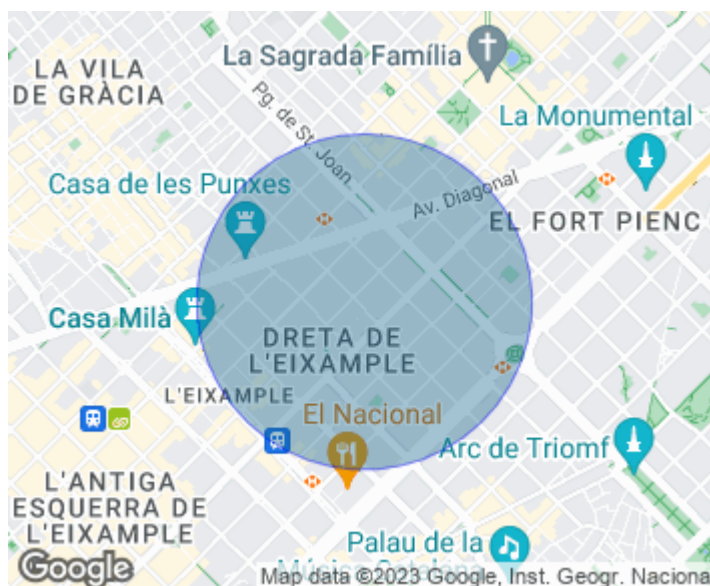 La Sagrada Família
LA VILA
DE GRÀCIA
Pg. de St. Joan
La Monumental
Casa de les Punxes
Av. Diagonal
EL FORT PIENC
Casa Milà
DRETA DE
L'EIXAMPLE
L'EIXAMPLE
El Nacional
Arc de Triomf
L'ANTIGA
ESQUERRA DE
L'EIXAMPLE
Palau de la
Música Catalana
Google
Map data ©2023 Google, Inst. Geogr. Naciona